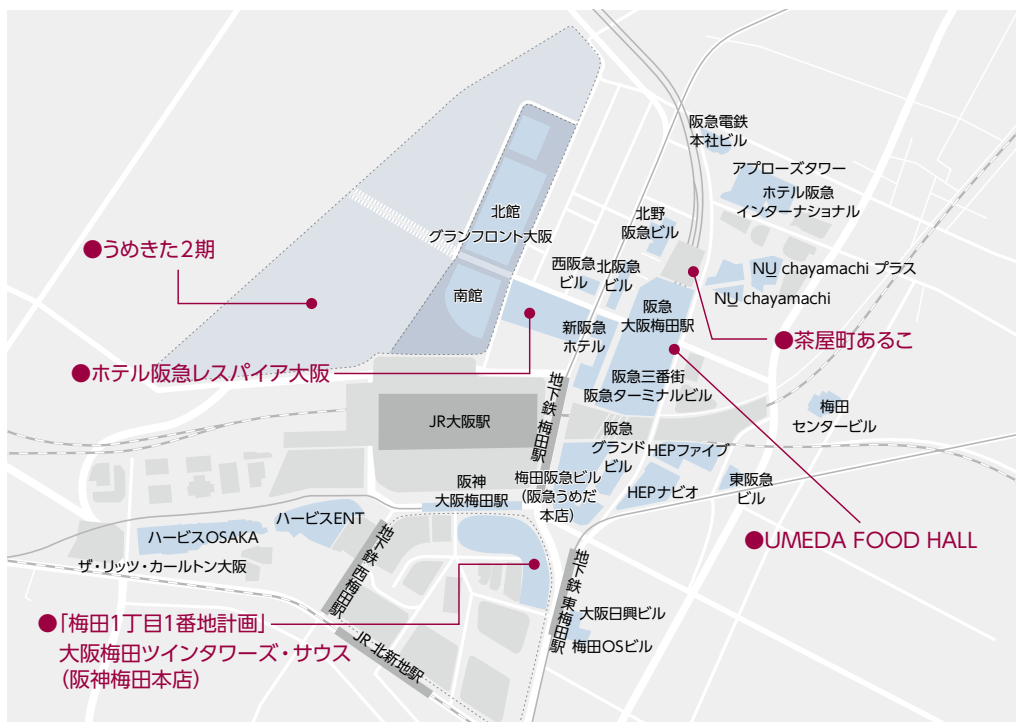 阪急電鉄
本社ビル
アプローズタワー
ホテル阪急
インターナショナル
北野
阪急ビル
北館
グランフロント大阪
●うめきた2期
西阪急
ビル
北阪急
ビル
NU chayamachi プラス
NU chayamachi
南館
阪急
大阪梅田駅
新阪急
ホテル
●茶屋町あるこ
●ホテル阪急レスパイア大阪
阪急三番街
阪急ターミナルビル
地下鉄 梅田駅
JR大阪駅
梅田
センタービル
阪急
グランド
ビル
HEPファイブ
梅田阪急ビル
（阪急うめだ
本店）
HEPナビオ
東阪急
ビル
阪神
大阪梅田駅
ハービスENT
ハービスOSAKA
ザ・リッツ・カールトン大阪
地下鉄 西梅田駅
●UMEDA FOOD HALL
地下鉄 東梅田駅
大阪日興ビル
梅田OSビル
●「梅田1丁目1番地計画」
大阪梅田ツインタワーズ・サウス
（阪神梅田本店）
JR 北新地駅